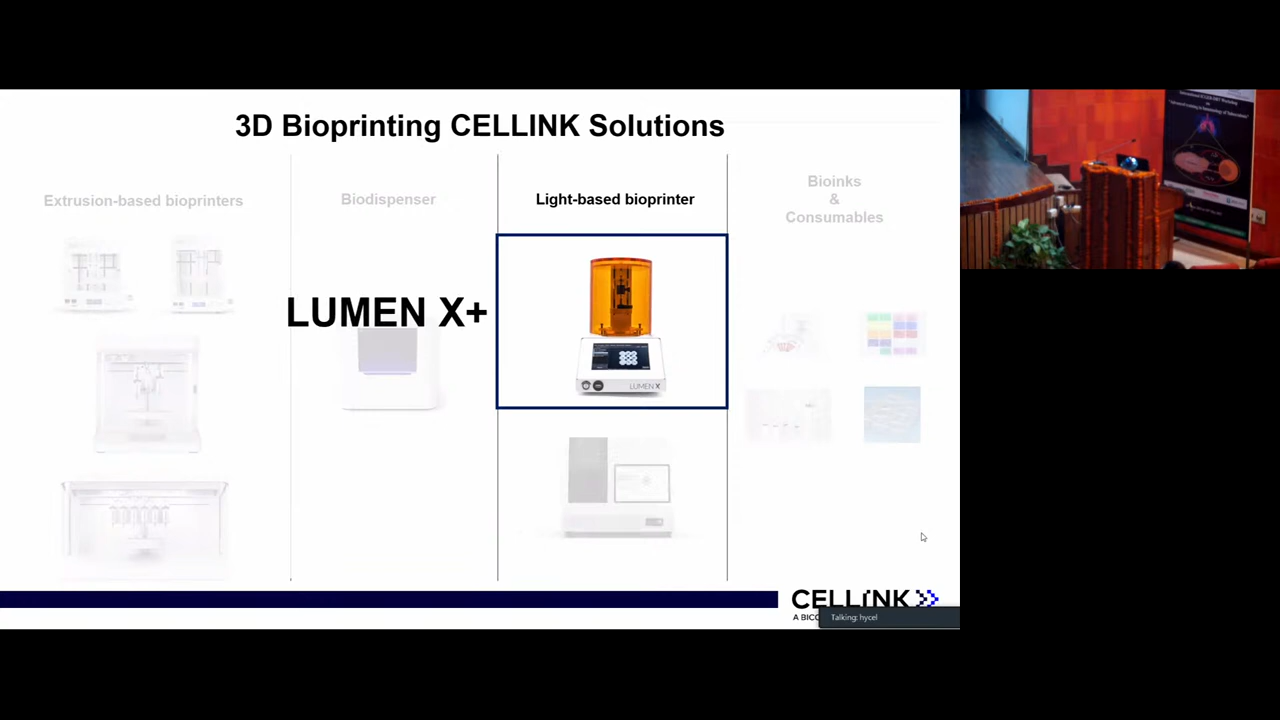 3D Bioprinting CELLINK Solutions
Extrusion-based bioprinters
Biodispenser
Light-based bioprinter
Bioinks
&
Consumables
LUMEN X+
LUMEN X
CELLINK
A BICO
Talking: hycel